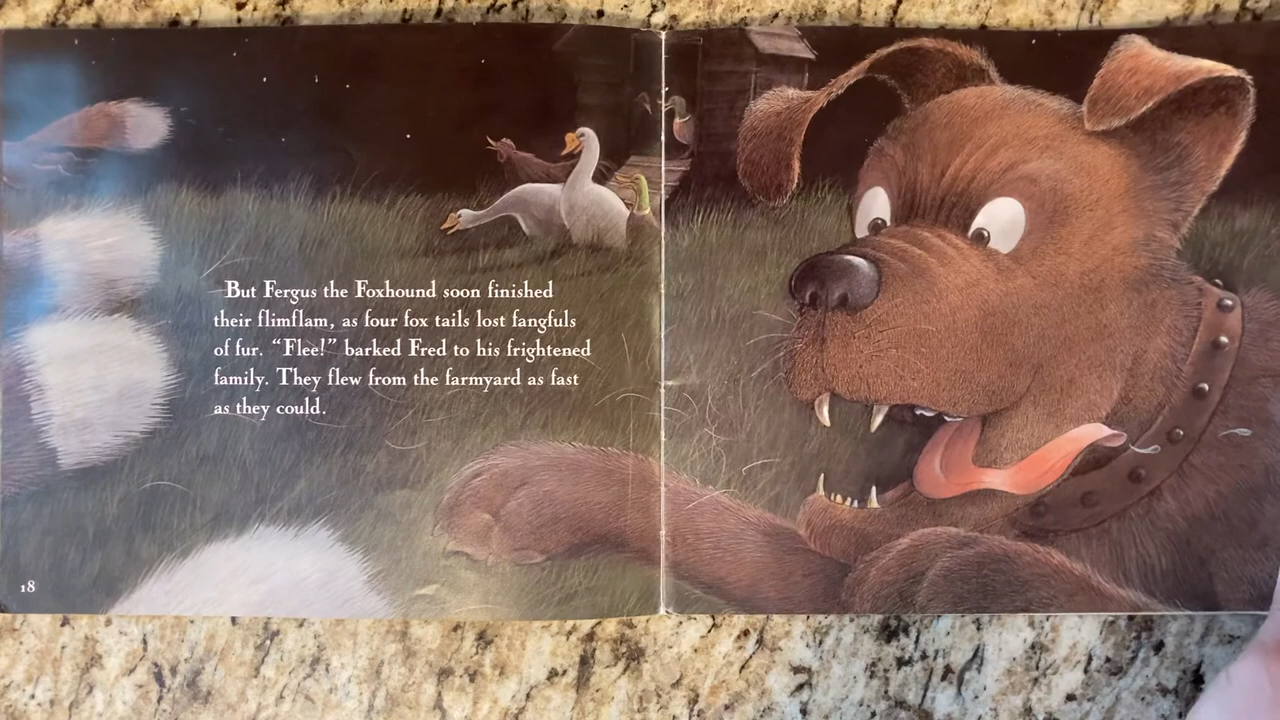 But Fergus the Foxhound soon finished
their flimflam, as four fox tails lost fangfuls
of fur. “Flee!” barked Fred to his frightened
family. They flew from the farmyard as fast
as they could.
18